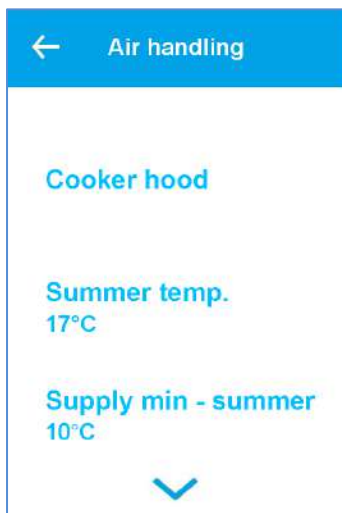 Air handling
Cooker hood
Summer temp.
17°C
Supply min - summer
10°C